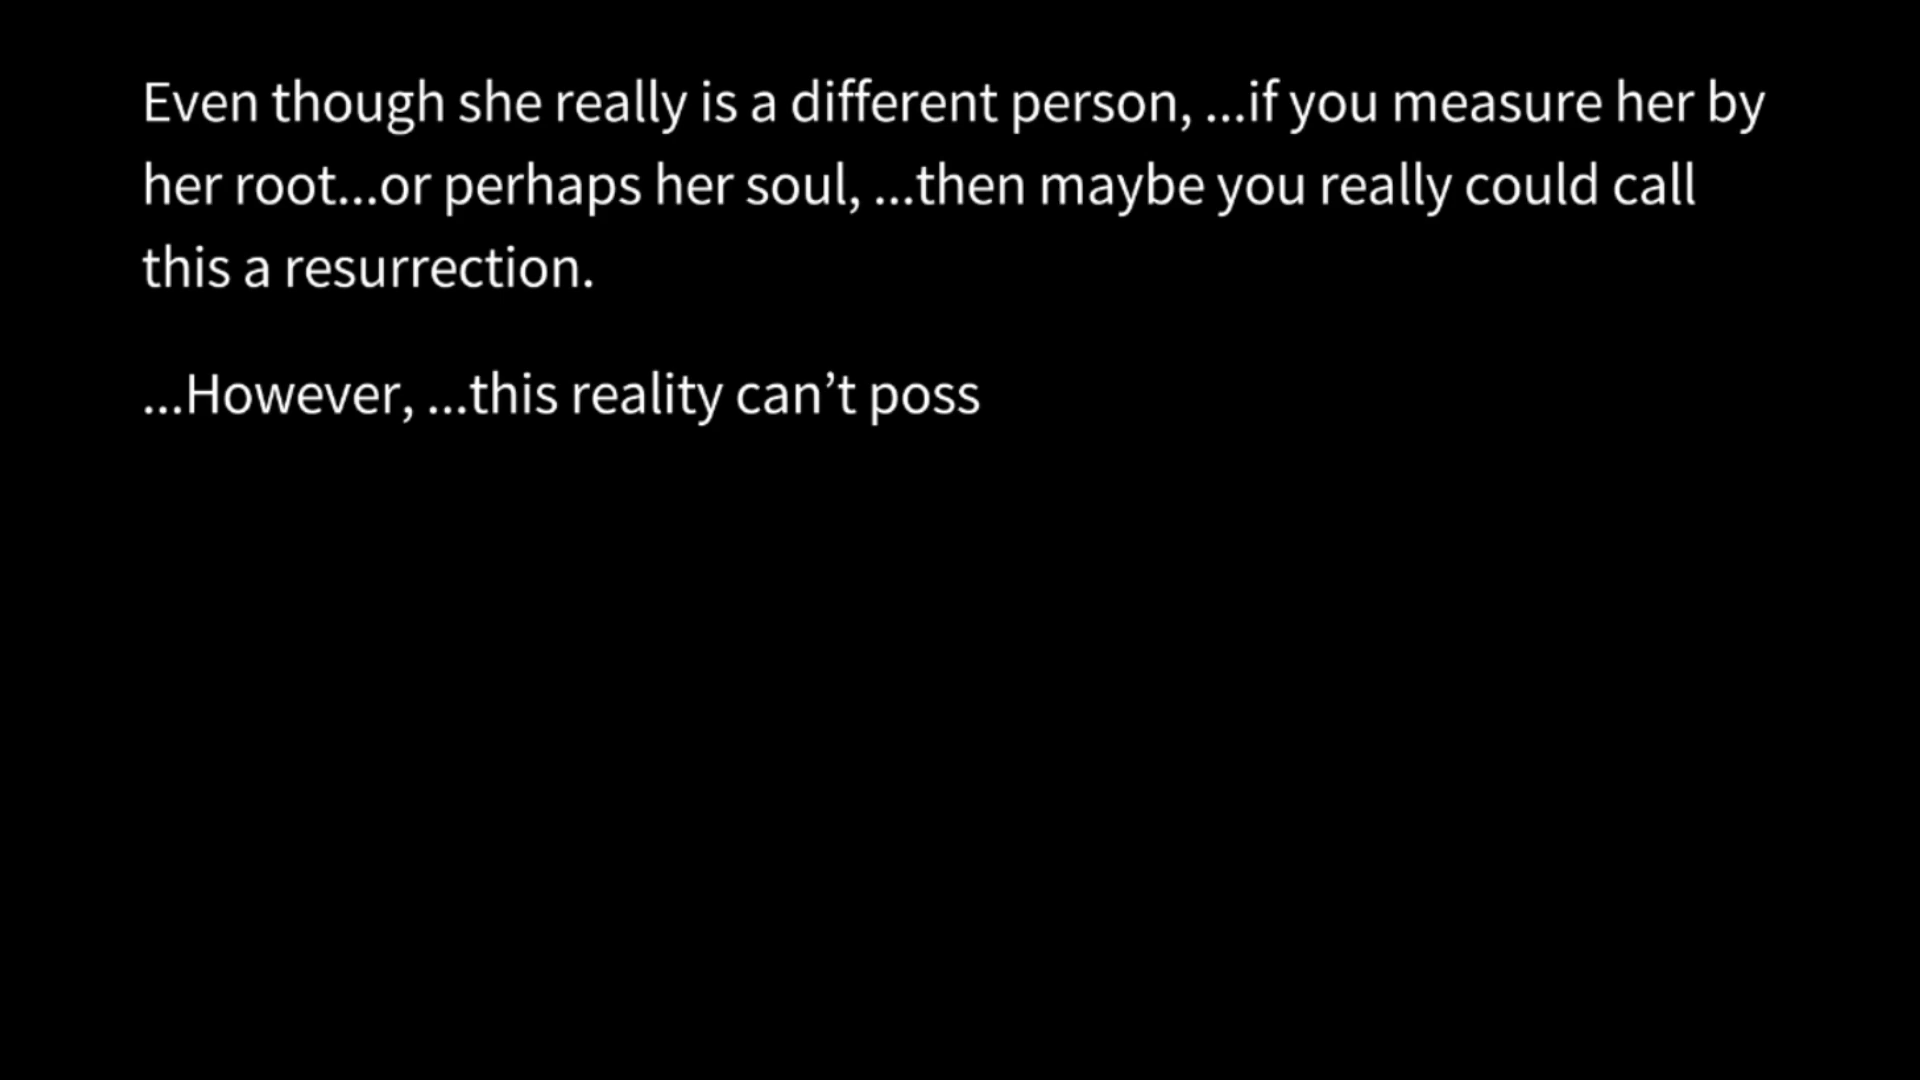 Even though she really is a different person, ...if you measure her by
her root...or perhaps her soul, ...then maybe you really could call
this a resurrection.
...However, ...this reality can’t poss